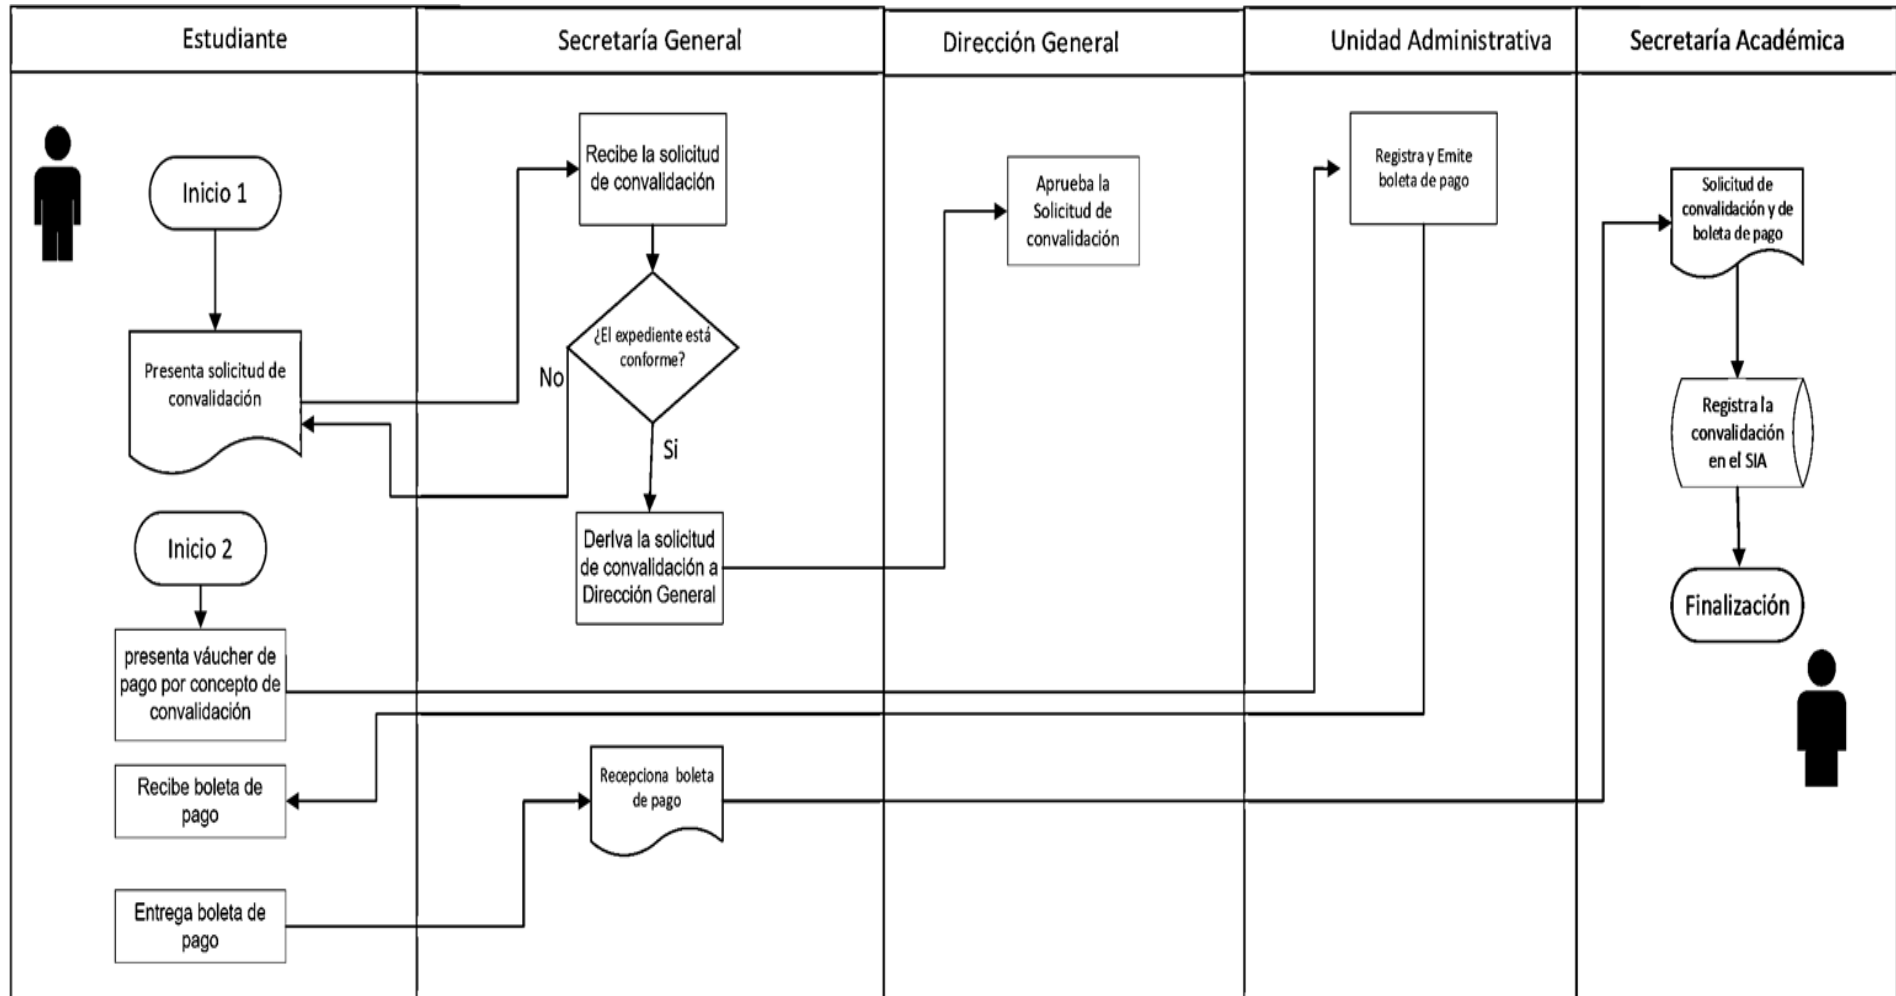 Estudiante
Secretaría General
Dirección General
Unidad Administrativa
Secretaría Académica
Inicio 1
Presenta solicitud de
convalidación
Inicio 2
presenta váucher de
pago por concepto de
convalidación
Recibe boleta de
pago
Entrega boleta de
pago
Recibe la solicitud
de convalidación
¿El expediente está
conforme?
No
Si
Deriva la solicitud
de convalidación a
Dirección General
Recepciona boleta
de pago
Aprueba la
Solicitud de
convalidación
Registra y Emite
boleta de pago
Solicitud de
convalidación y de
boleta de pago
Registra la
convalidación
en el SIA
Finalización